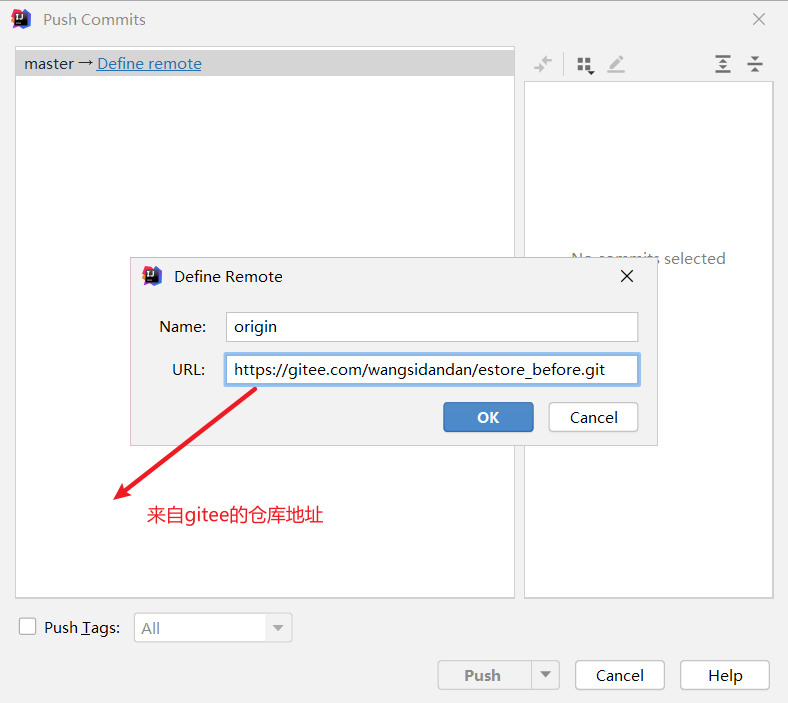 Push Commits
master → Define remote
No commits selected
Define Remote
Name: origin
URL: https://gitee.com/wangsidandan/estore_before.git
OK Cancel
来自gitee的仓库地址
Push Tags: All
Push Cancel Help